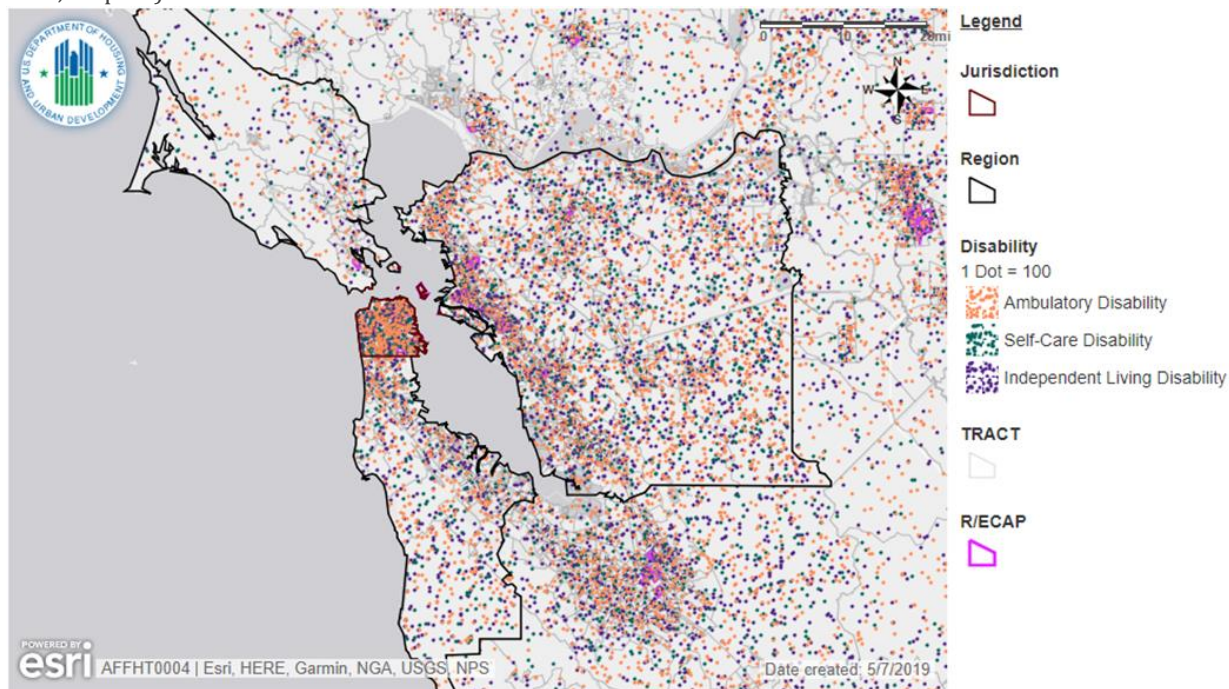 U.S. DEPARTMENT OF HOUSING
AND URBAN DEVELOPMENT
0 10 20mi
N
W E
S
Legend
Jurisdiction
Region
Disability
1 Dot = 100
Ambulatory Disability
Self-Care Disability
Independent Living Disability
TRACT
R/ECAP
POWERED BY
esri
AFFHT0004 | Esri, HERE, Garmin, NGA, USGS, NPS
Date created: 5/7/2019